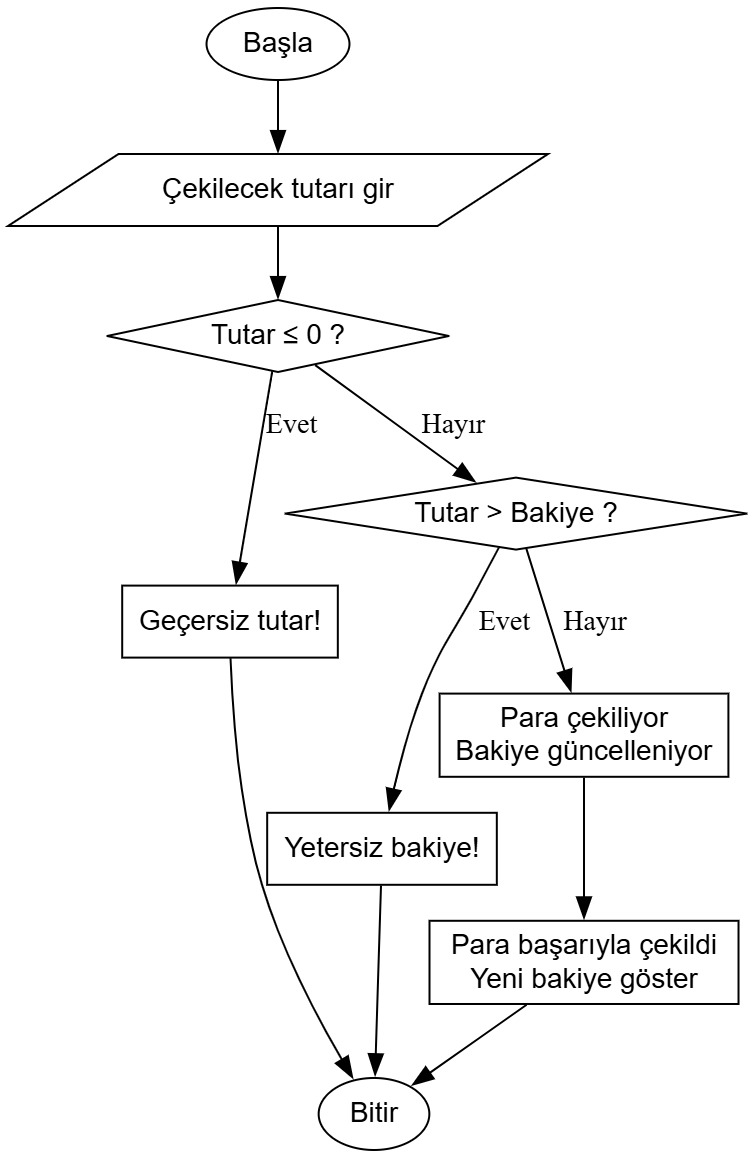 Başla
Çekilecek tutarı gir
Tutar ≤ 0 ?
Evet
Hayır
Tutar > Bakiye ?
Geçersiz tutar!
Evet
Hayır
Para çekiliyor
Bakiye güncelleniyor
Yetersiz bakiye!
Para başarıyla çekildi
Yeni bakiye göster
Bitir